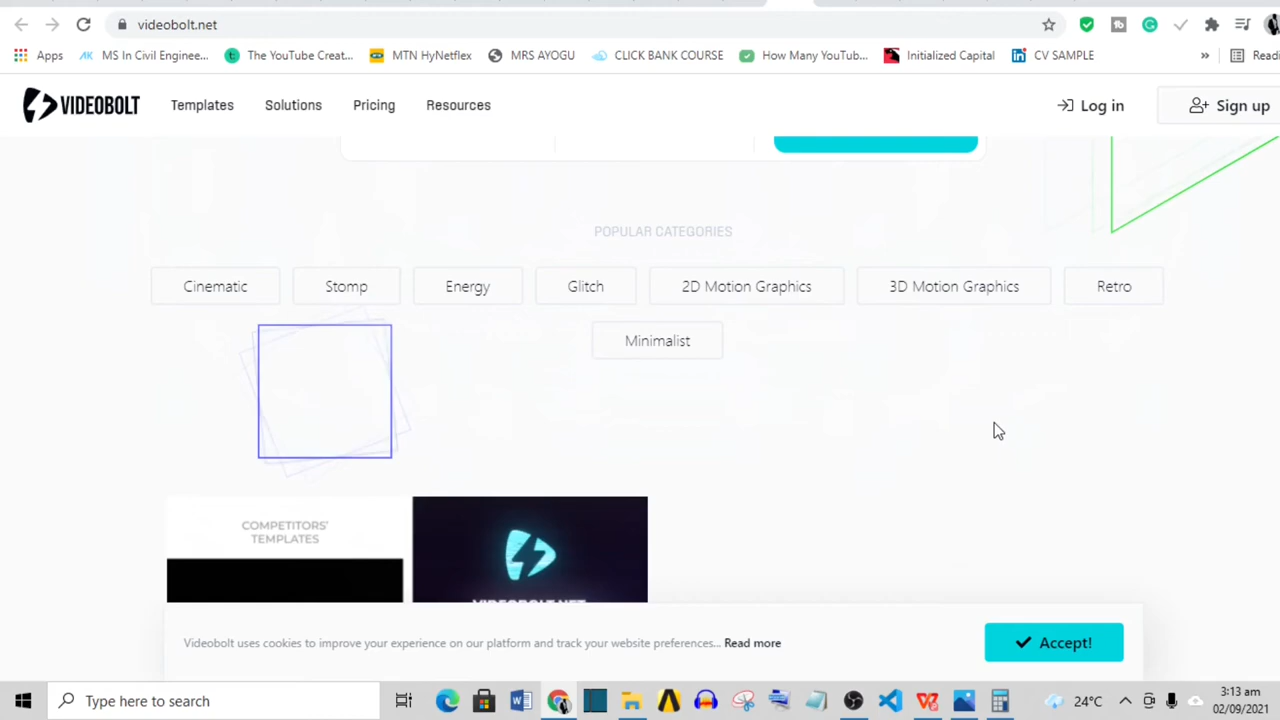 videobolt.net
Apps MS In Civil Enginee... The YouTube Creat... MTN HyNetflex MRS AYOGU CLICK BANK COURSE How Many YouTub... Initialized Capital CV SAMPLE » Readi
VIDEOBOLT Templates Solutions Pricing Resources Log in Sign up
POPULAR CATEGORIES
Cinematic Stomp Energy Glitch 2D Motion Graphics 3D Motion Graphics Retro
Minimalist
COMPETITORS'
TEMPLATES
VIDEOBOLT.NET
Videobolt uses cookies to improve your experience on our platform and track your website preferences... Read more Accept!
Type here to search 24°C 3:13 am
02/09/2021